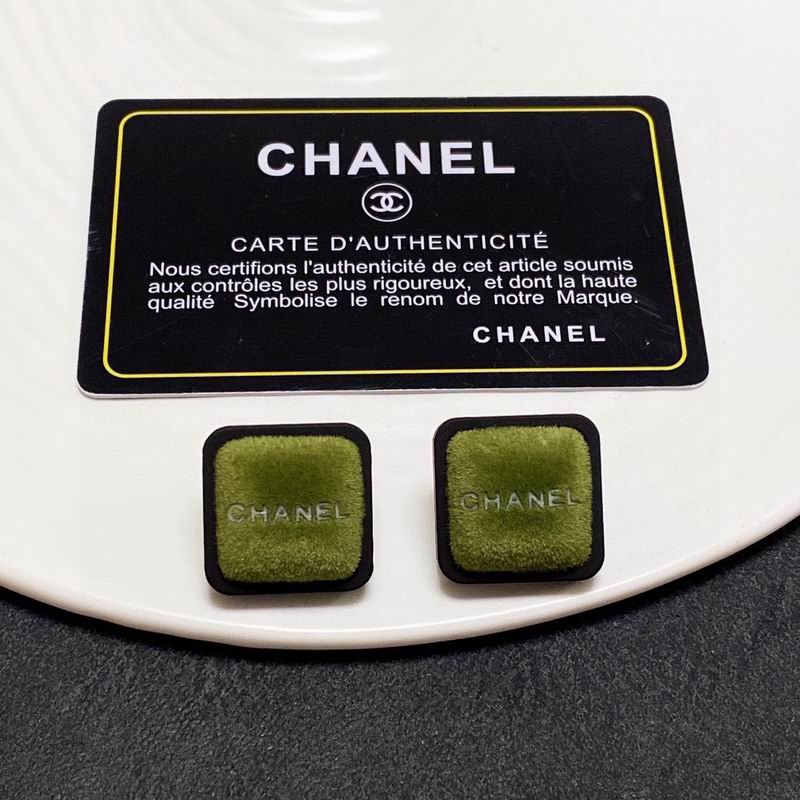 CHANEL
CARTE D'AUTHENTICITÉ
Nous certifions l'authenticité de cet article soumis
aux contrôles les plus rigoureux, et dont la haute
qualité Symbolise le renom de notre Marque.
CHANEL
CHANEL
CHANEL